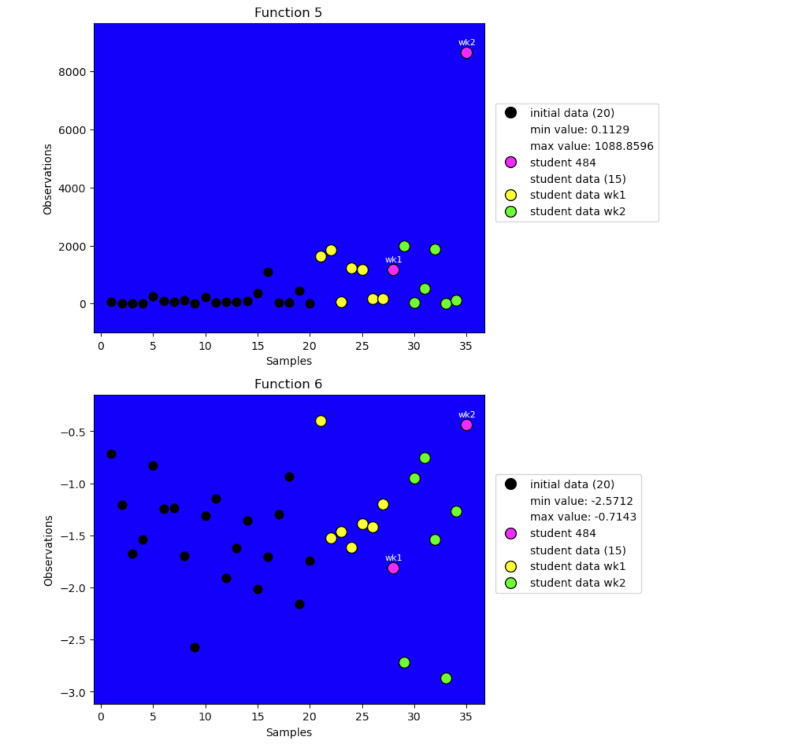 Function 5
wk2
8000
6000
4000
2000
0
Observations
wk1
0 5 10 15 20 25 30 35
Samples
initial data (20)
min value: 0.1129
max value: 1088.8596
student 484
student data (15)
student data wk1
student data wk2
Function 6
wk2
−0.5
−1.0
−1.5
−2.0
−2.5
−3.0
Observations
wk1
0 5 10 15 20 25 30 35
Samples
initial data (20)
min value: -2.5712
max value: -0.7143
student 484
student data (15)
student data wk1
student data wk2